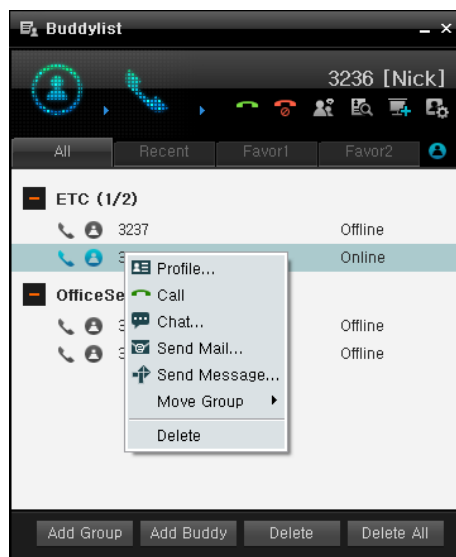 Buddylist
3236 [Nick]
All Recent Favor1 Favor2
ETC (1/2)
3237 Offline
Online
Profile...
Call
Offline
Chat...
Send Mail...
Offline
Send Message...
Move Group
Delete
Add Group Add Buddy Delete Delete All